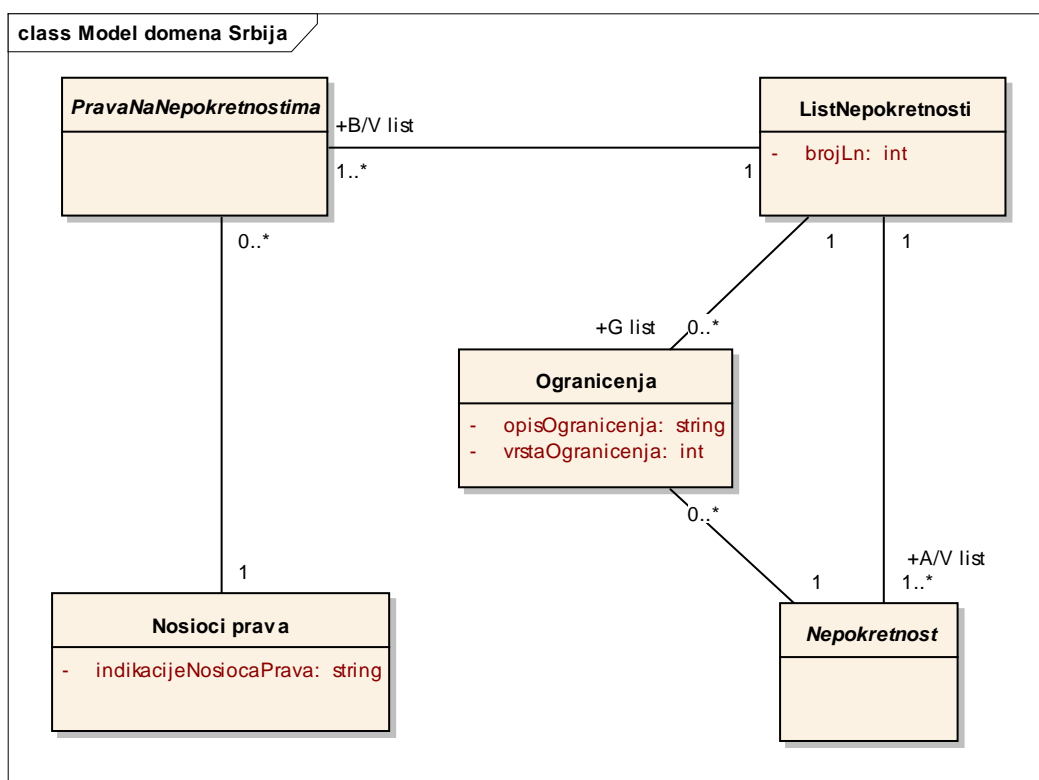 class Model domena Srbija
PravaNaNepokretnostima
+B/V list
1..*
1
ListNepokretnosti
- brojLn: int
0..*
1
1
+G list
0..*
Ogranicenja
- opisOgranicenja: string
- vrstaOgranicenja: int
0..*
1
+A/V list
1..*
1
Nosioci prava
- indikacijeNosiocaPrava: string
Nepokretnost